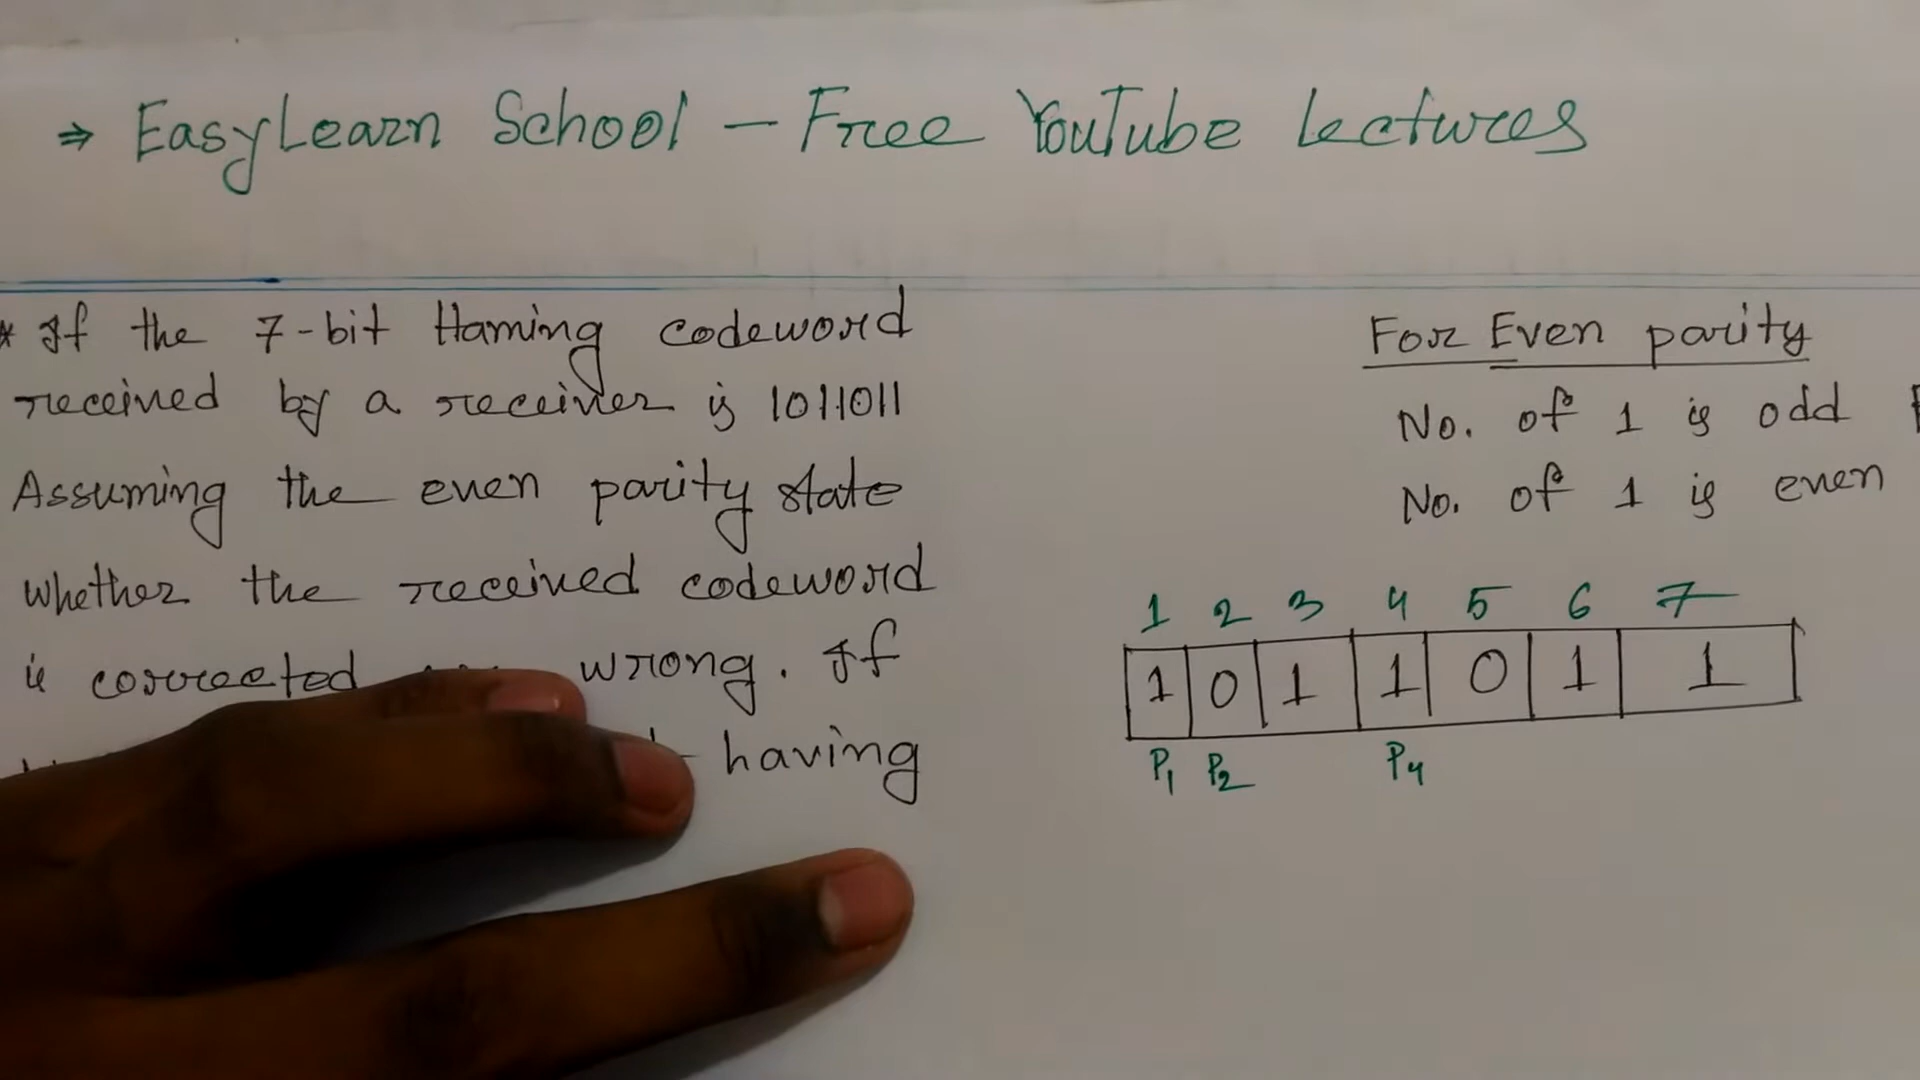 ⇒ EasyLearn School - Free YouTube Lectures
* If the 7-bit Haming codeword
received by a receiver is 1011011
Assuming the even parity state
whether the received codeword
is corrected wrong. If
having
For Even parity
No. of 1 is odd
No. of 1 is even
1 2 3 4 5 6 7
1 0 1 1 0 1 1
P1 P2 P4